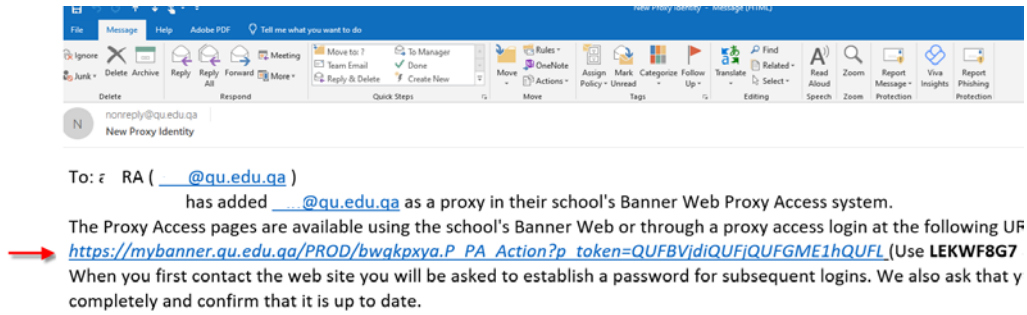 New Proxy Identity - Message (HTML)
File Message Help Adobe PDF Tell me what you want to do
Ignore Meeting Move to: ? To Manager Rules Find
Team Email Done OneNote Related
Junk Delete Archive Reply Reply All Forward More Reply & Delete Create New Move Actions Assign Policy Mark Unread Categorize Follow Up Translate Select Read Aloud Zoom Report Message Viva Insights Report Phishing
Delete Respond Quick Steps Move Tags Editing Speech Zoom Protection Protection
N
nonreply@qu.edu.qa
New Proxy Identity
To: RA ( @qu.edu.qa )
has added @qu.edu.qa as a proxy in their school's Banner Web Proxy Access system.
The Proxy Access pages are available using the school's Banner Web or through a proxy access login at the following UR
https://mybanner.qu.edu.qa/PROD/bwgkpxya.P_PA_Action?p_token=QUFBVjdiQUFjQUFGME1hQUFL (Use LEKWF8G7
When you first contact the web site you will be asked to establish a password for subsequent logins. We also ask that y
completely and confirm that it is up to date.